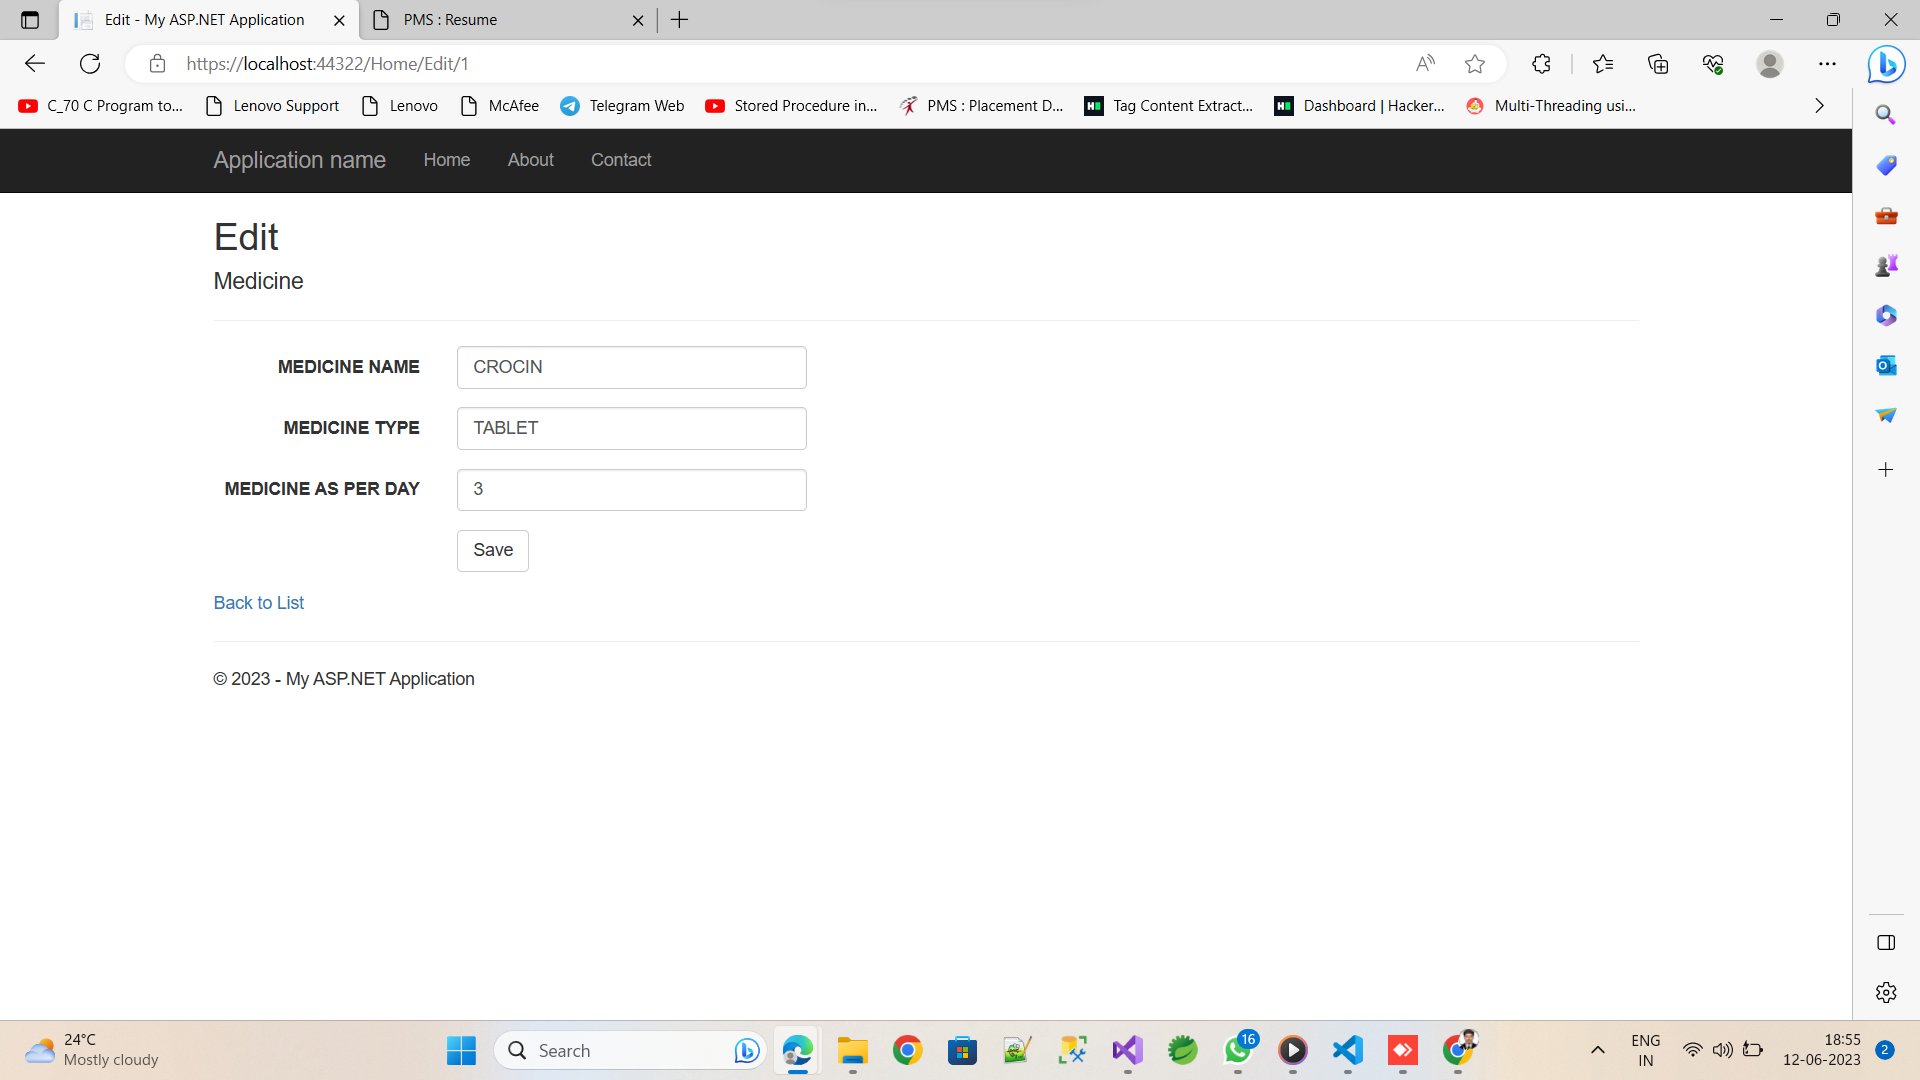 Edit - My ASP.NET Application
PMS : Resume
https://localhost:44322/Home/Edit/1
C_70 C Program to...
Lenovo Support
Lenovo
McAfee
Telegram Web
Stored Procedure in...
PMS : Placement D...
Tag Content Extract...
Dashboard | Hacker...
Multi-Threading usi...
Application name
Home
About
Contact
Edit
Medicine
MEDICINE NAME
CROCIN
MEDICINE TYPE
TABLET
MEDICINE AS PER DAY
3
Save
Back to List
© 2023 - My ASP.NET Application
24°C
Mostly cloudy
Search
16
ENG
IN
18:55
12-06-2023
2